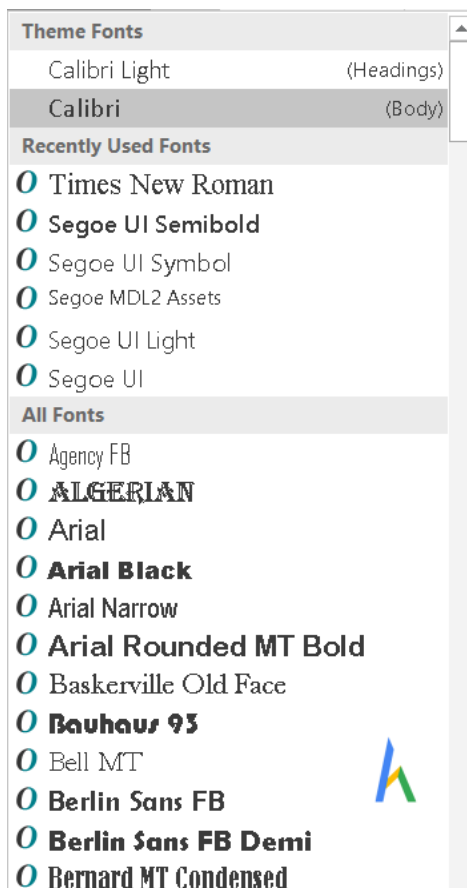 Theme Fonts
Calibri Light (Headings)
Calibri (Body)
Recently Used Fonts
O Times New Roman
O Segoe UI Semibold
O Segoe UI Symbol
O Segoe MDL2 Assets
O Segoe UI Light
O Segoe UI
All Fonts
O Agency FB
O ALGERIAN
O Arial
O Arial Black
O Arial Narrow
O Arial Rounded MT Bold
O Baskerville Old Face
O Bauhaus 93
O Bell MT
O Berlin Sans FB
O Berlin Sans FB Demi
O Bernard MT Condensed